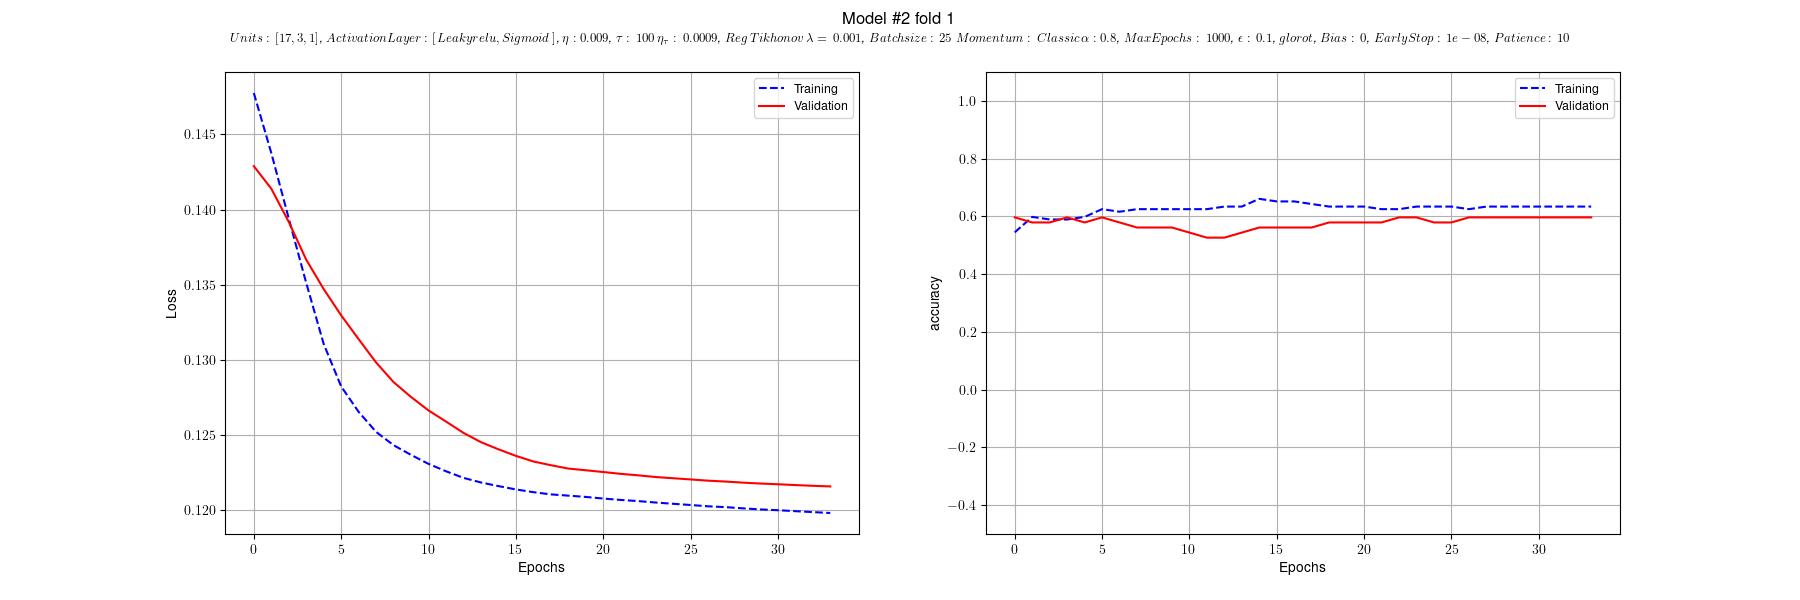 Model #2 fold 1
Units : [17, 3, 1], ActivationLayer : [Leakyrelu, Sigmoid ], η : 0.009, τ : 100 ητ : 0.0009, Reg Tikhonov λ = 0.001, Batchsize : 25 Momentum : Classic α : 0.8, MaxEpochs : 1000, ϵ : 0.1, glorot, Bias : 0, EarlyStop : 1e − 08, Patience : 10
Training
Validation
0.145
0.140
0.135
0.130
0.125
0.120
Loss
0 5 10 15 20 25 30
Epochs
Training
Validation
1.0
0.8
0.6
0.4
0.2
0.0
−0.2
−0.4
accuracy
0 5 10 15 20 25 30
Epochs